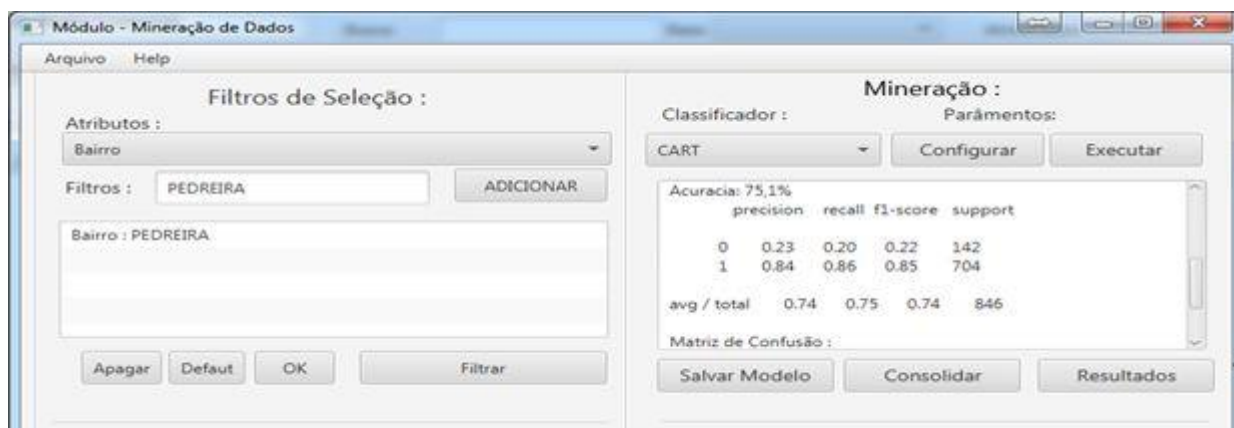 Módulo - Mineração de Dados
Arquivo Help
Filtros de Seleção :
Atributos :
Bairro
Filtros : PEDREIRA ADICIONAR
Bairro : PEDREIRA
Apagar Defaut OK Filtrar
Mineração :
Classificador : Parâmentos:
CART Configurar Executar
Acuracia: 75,1%
precision recall f1-score support
0 0.23 0.20 0.22 142
1 0.84 0.86 0.85 704
avg / total 0.74 0.75 0.74 846
Matriz de Confusão :
Salvar Modelo Consolidar Resultados